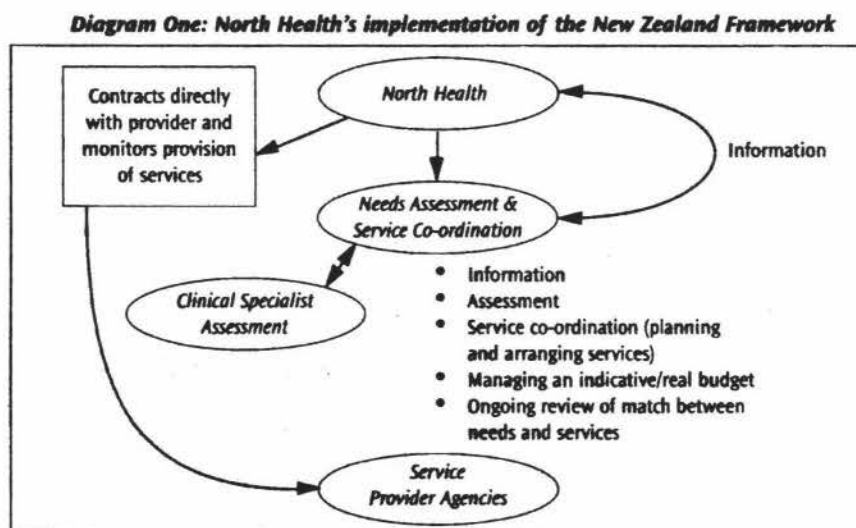 Diagram One: North Health's implementation of the New Zealand Framework
Contracts directly
with provider and
monitors provision
of services
North Health
Information
Needs Assessment &
Service Co-ordination
Clinical Specialist
Assessment
• Information
• Assessment
• Service co-ordination (planning
and arranging services)
• Managing an indicative/real budget
• Ongoing review of match between
needs and services
Service
Provider Agencies